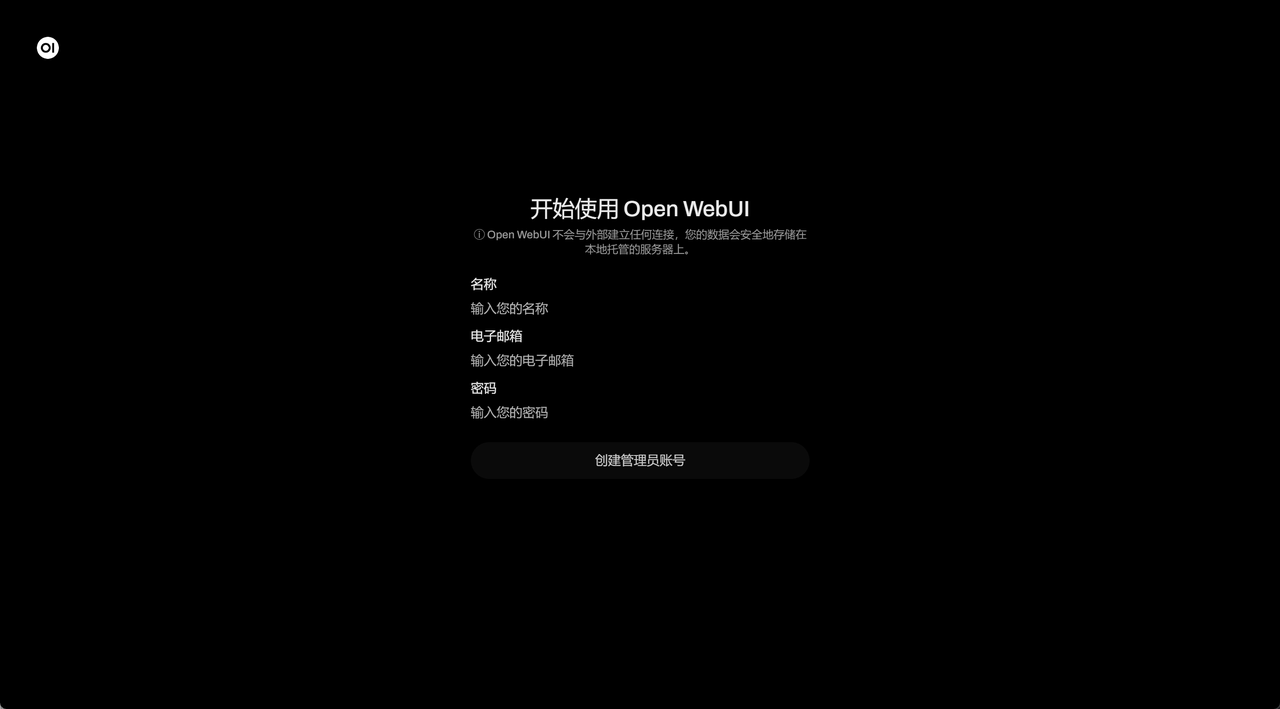 OI
开始使用 Open WebUI
ⓘ Open WebUI 不会与外部建立任何连接，您的数据会安全地存储在
本地托管的服务器上。
名称
输入您的名称
电子邮箱
输入您的电子邮箱
密码
输入您的密码
创建管理员账号